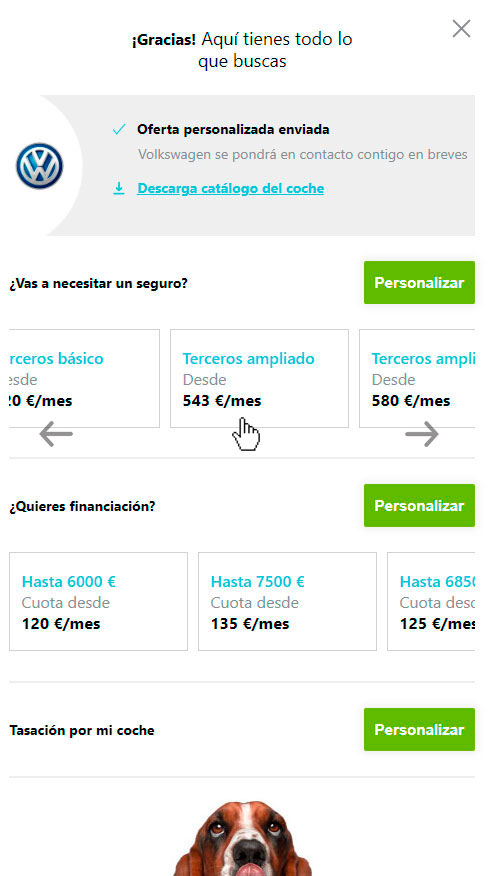 ¡Gracias! Aquí tienes todo lo
que buscas
Oferta personalizada enviada
Volkswagen se pondrá en contacto contigo en breves
Descarga catálogo del coche
¿Vas a necesitar un seguro?
Personalizar
rceros básico
esde
20 €/mes
Terceros ampliado
Desde
543 €/mes
Terceros ampli
Desde
580 €/mes
¿Quieres financiación?
Personalizar
Hasta 6000 €
Cuota desde
120 €/mes
Hasta 7500 €
Cuota desde
135 €/mes
Hasta 6850
Cuota desd
125 €/mes
Tasación por mi coche
Personalizar